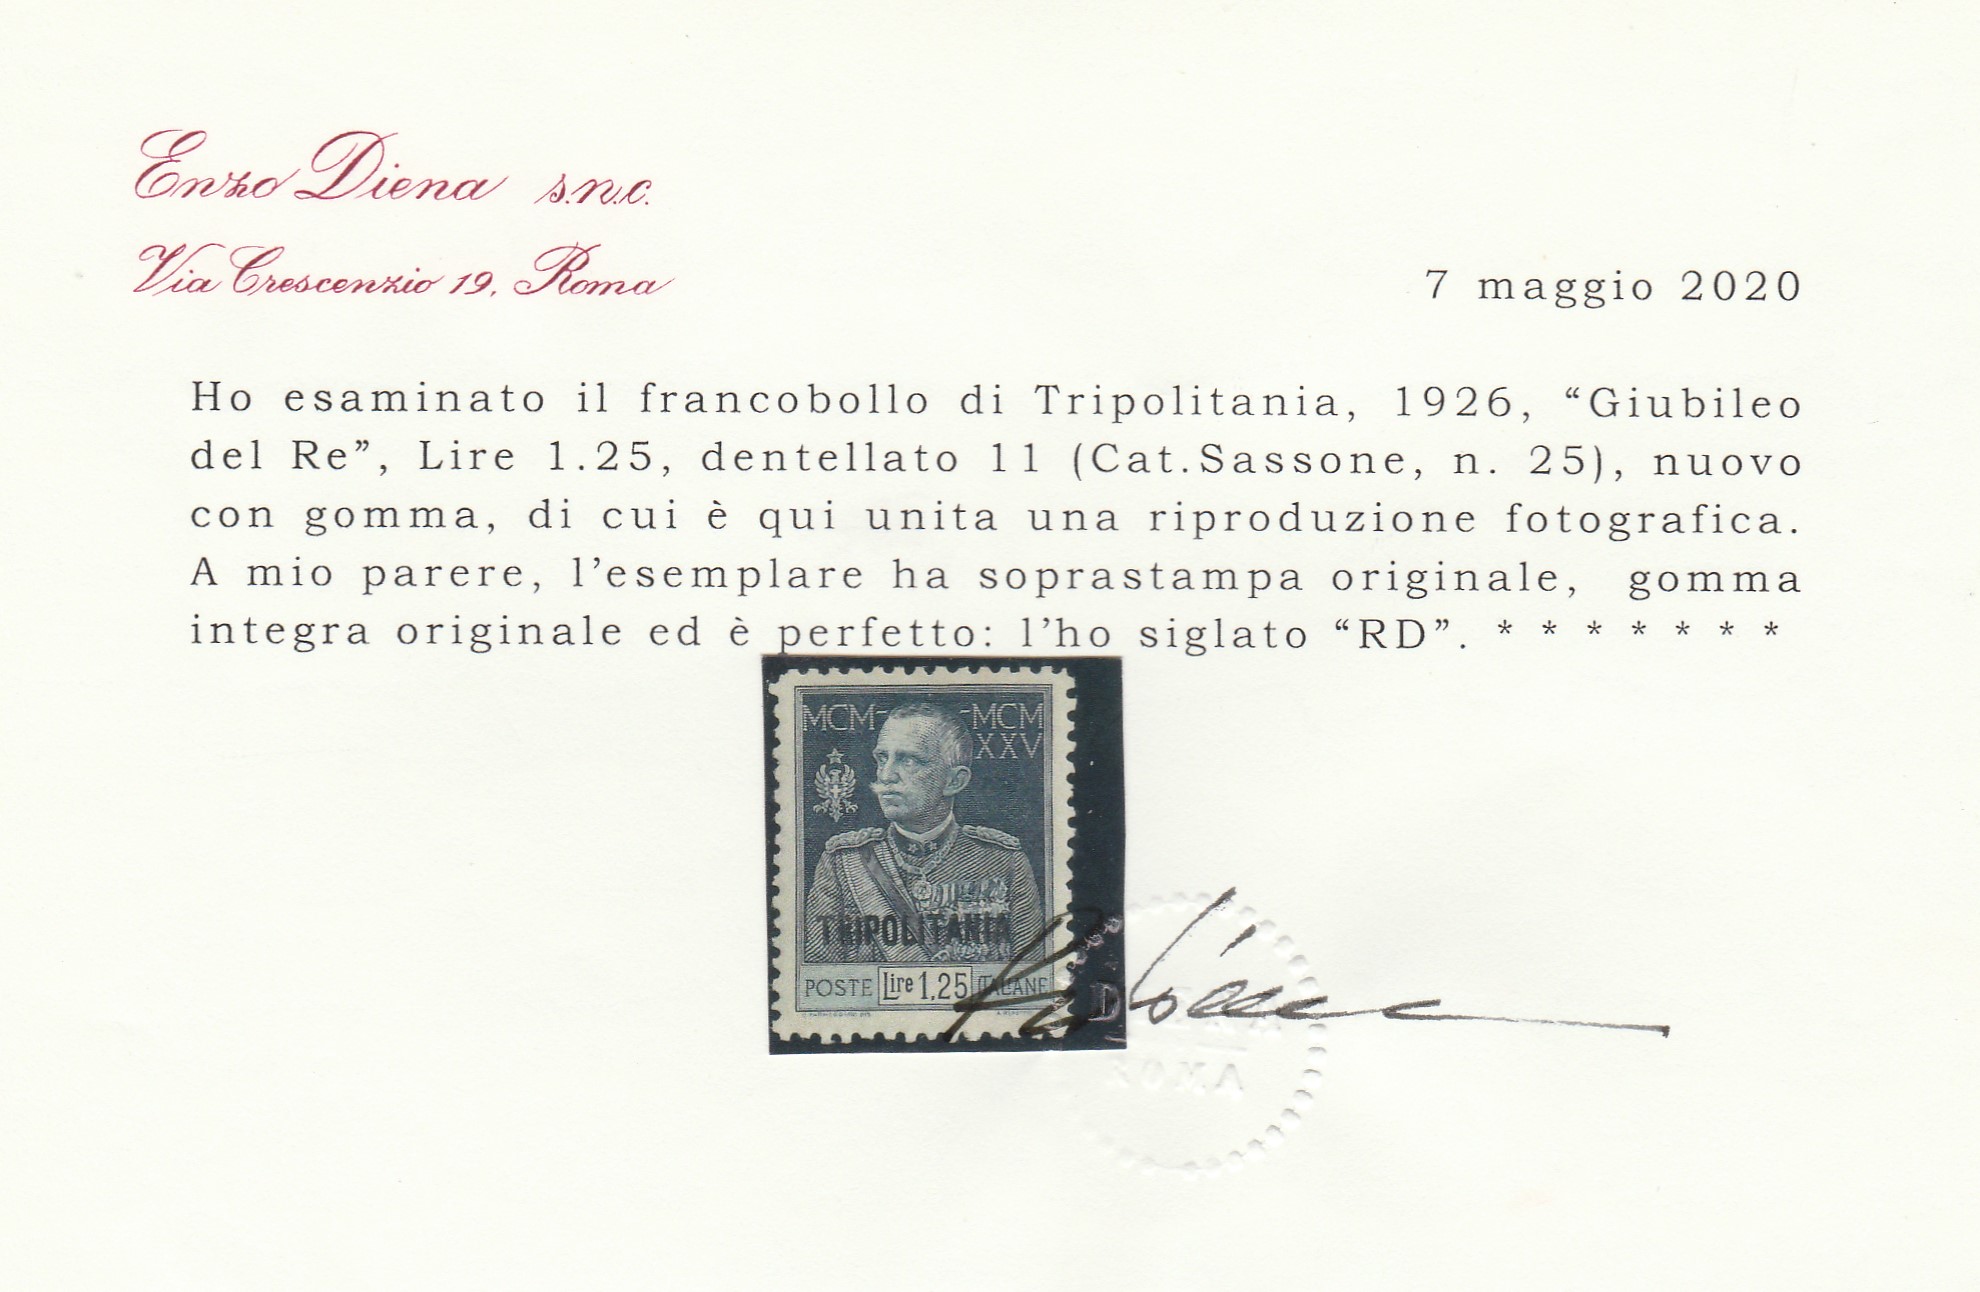 Enzo Diena s.n.c.
Via Crescenzio 19, Roma
7 maggio 2020
Ho esaminato il francobollo di Tripolitania, 1926, “Giubileo
del Re”, Lire 1.25, dentellato 11 (Cat.Sassone, n. 25), nuovo
con gomma, di cui è qui unita una riproduzione fotografica.
A mio parere, l’esemplare ha soprastampa originale, gomma
integra originale ed è perfetto: l’ho siglato “RD”. * * * * * * *
MCM- -MCM
XXV
TRIPOLITANIA
POSTE Lire 1,25 ITALIANE